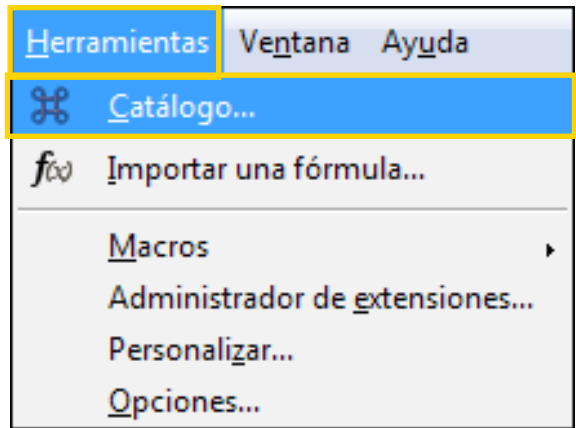 Herramientas Ventana Ayuda
Catálogo...
f(x) Importar una fórmula...
Macros
Administrador de extensiones...
Personalizar...
Opciones...